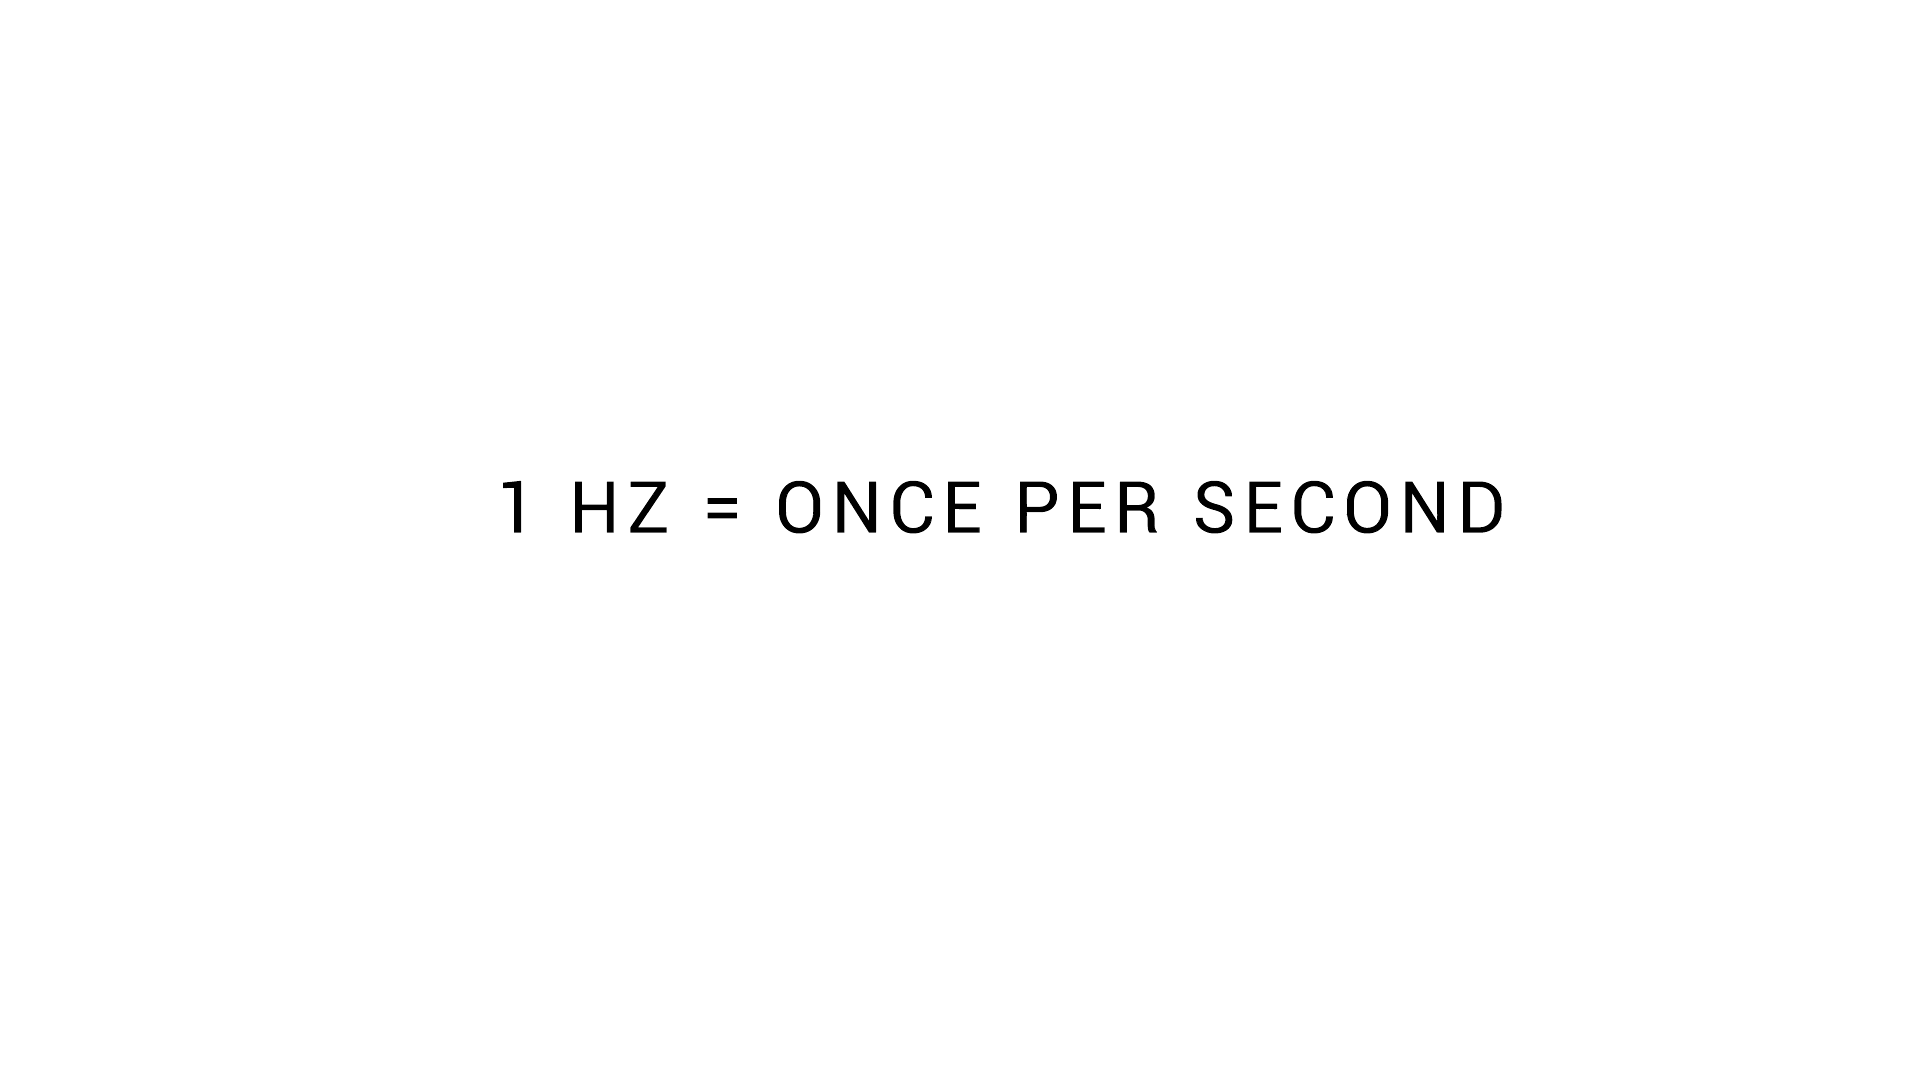 1 HZ = ONCE PER SECOND